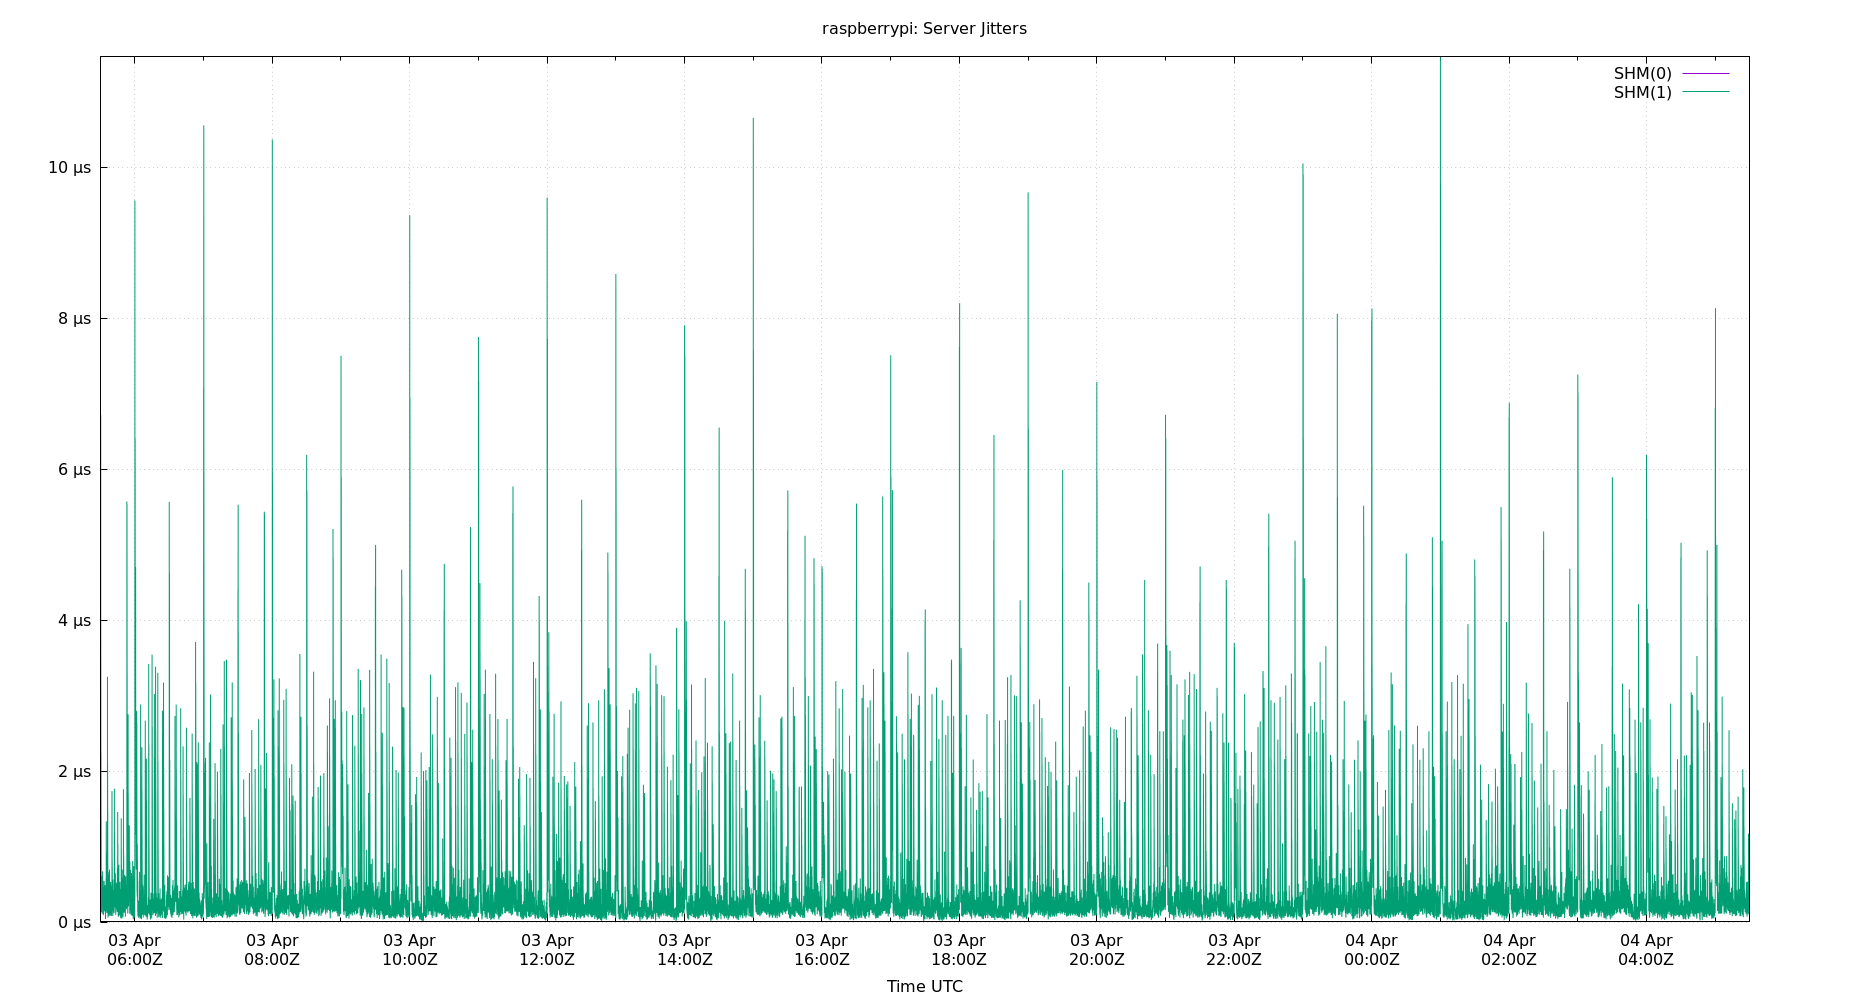 raspberrypi: Server Jitters
SHM(0)
SHM(1)
10 µs
8 µs
6 µs
4 µs
2 µs
0 µs
03 Apr 03 Apr 03 Apr 03 Apr 03 Apr 03 Apr 03 Apr 03 Apr 03 Apr 04 Apr 04 Apr 04 Apr
06:00Z 08:00Z 10:00Z 12:00Z 14:00Z 16:00Z 18:00Z 20:00Z 22:00Z 00:00Z 02:00Z 04:00Z
Time UTC